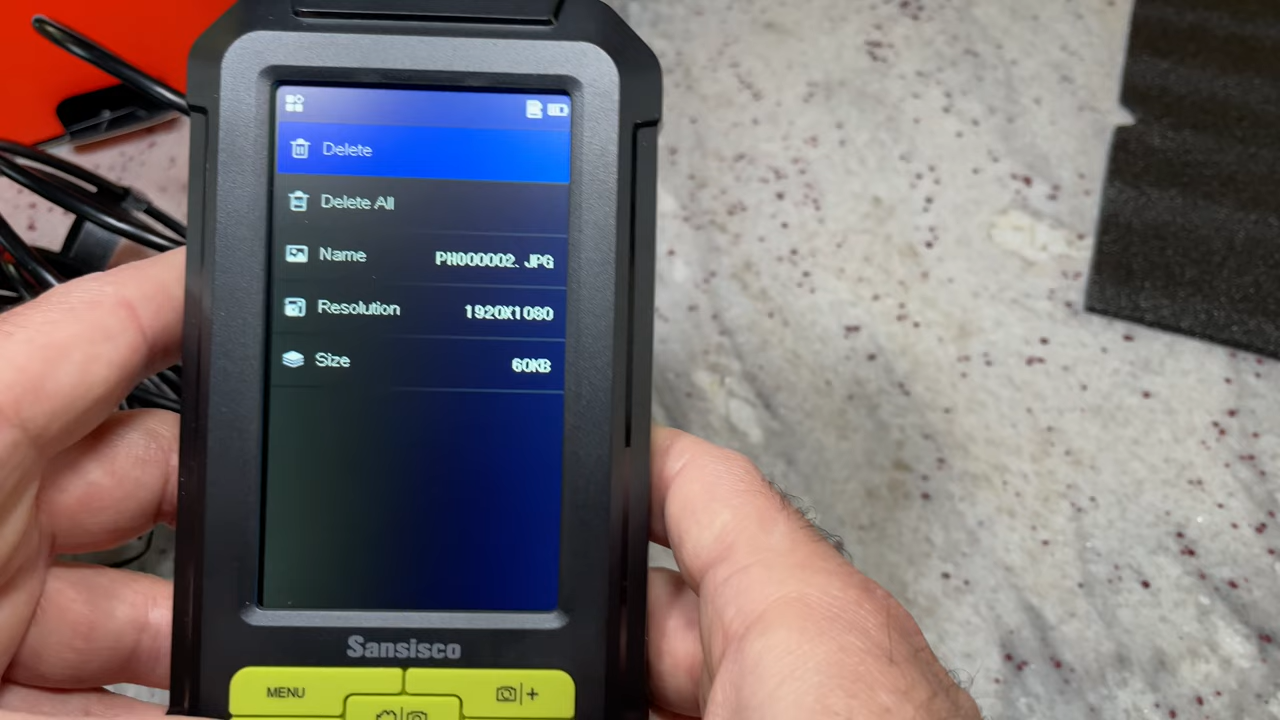 Delete
Delete All
Name PH000002.JPG
Resolution 1920X1080
Size 60KB
Sansisco
MENU
|+